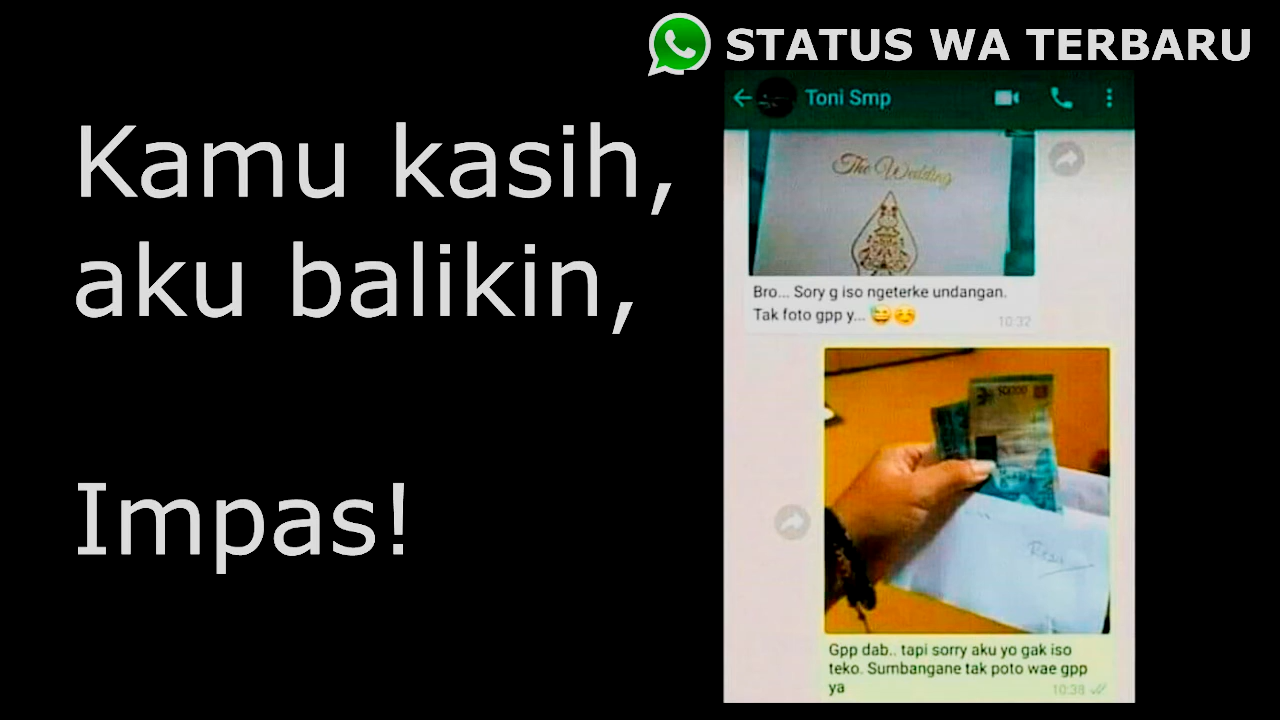 STATUS WA TERBARU
Kamu kasih,
aku balikin,
Impas!
Toni Smp
The Wedding
Bro... Sory g iso ngeterke undangan.
Tak foto gpp y... 😅☺️
10:32
50000
Gpp dab.. tapi sorry aku yo gak iso
teko. Sumbangane tak poto wae gpp
ya
10:38